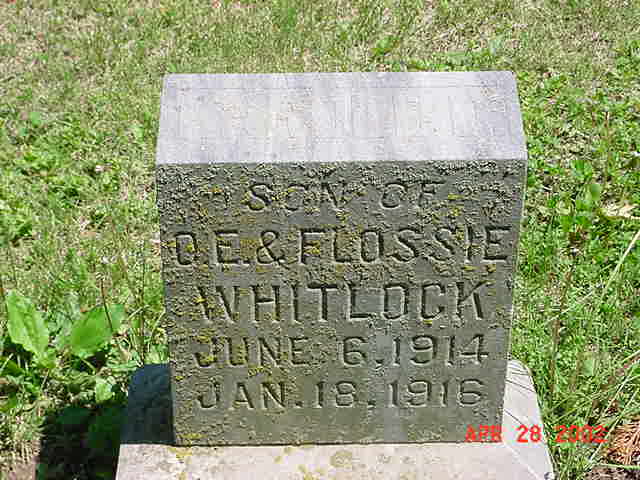 SON OF
O.E. & FLOSSIE
WHITLOCK
JUNE 6, 1914
JAN. 18, 1916
APR 28 2002